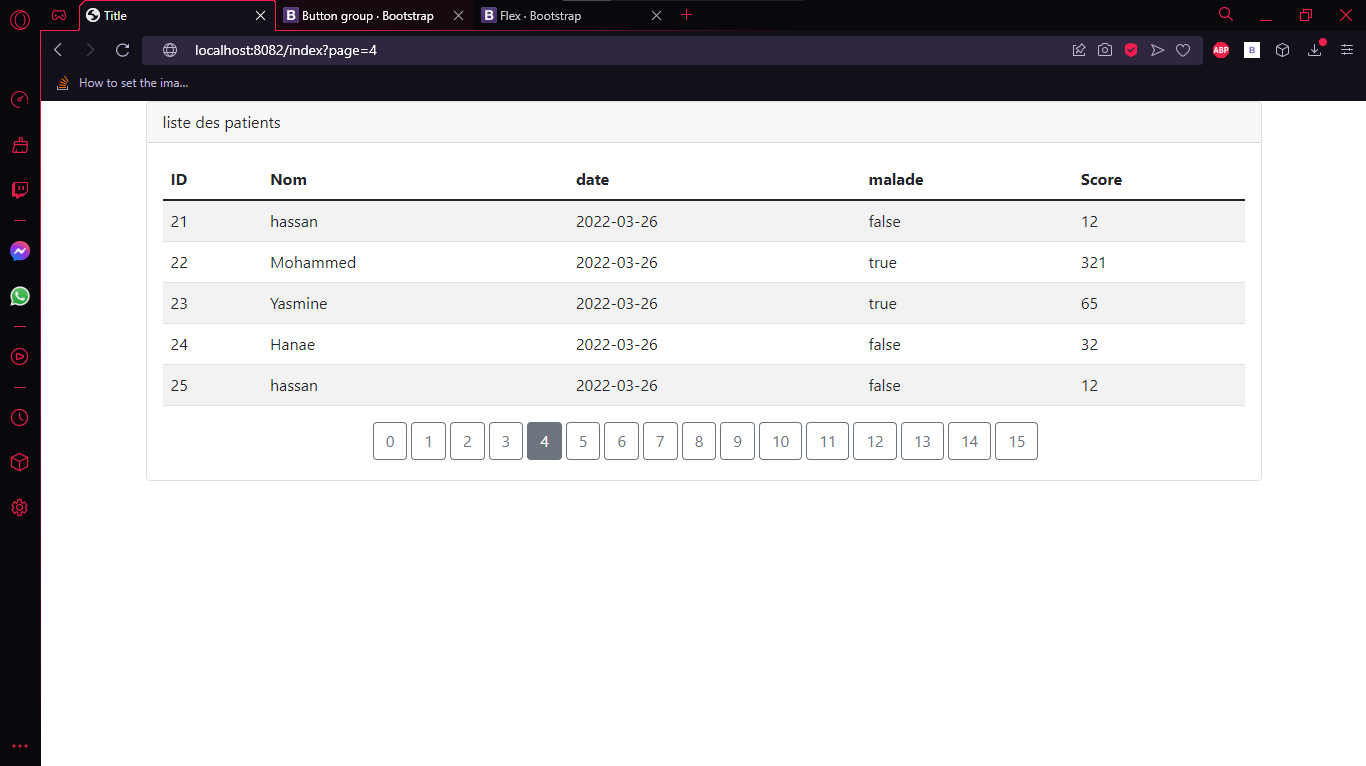 Title
Button group · Bootstrap
Flex · Bootstrap
localhost:8082/index?page=4
ABP
B
How to set the ima...
liste des patients
ID Nom date malade Score
21 hassan 2022-03-26 false 12
22 Mohammed 2022-03-26 true 321
23 Yasmine 2022-03-26 true 65
24 Hanae 2022-03-26 false 32
25 hassan 2022-03-26 false 12
0 1 2 3 4 5 6 7 8 9 10 11 12 13 14 15